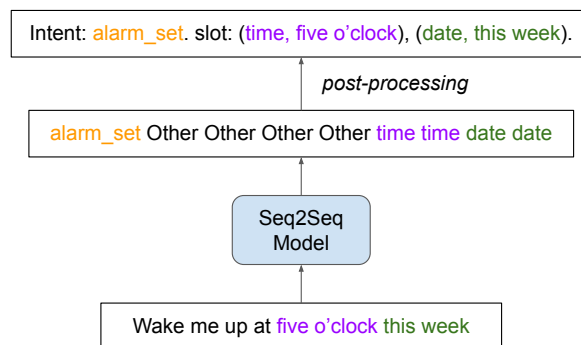 Intent: alarm_set. slot: (time, five o’clock), (date, this week).
post-processing
alarm_set Other Other Other Other time time date date
Seq2Seq
Model
Wake me up at five o’clock this week